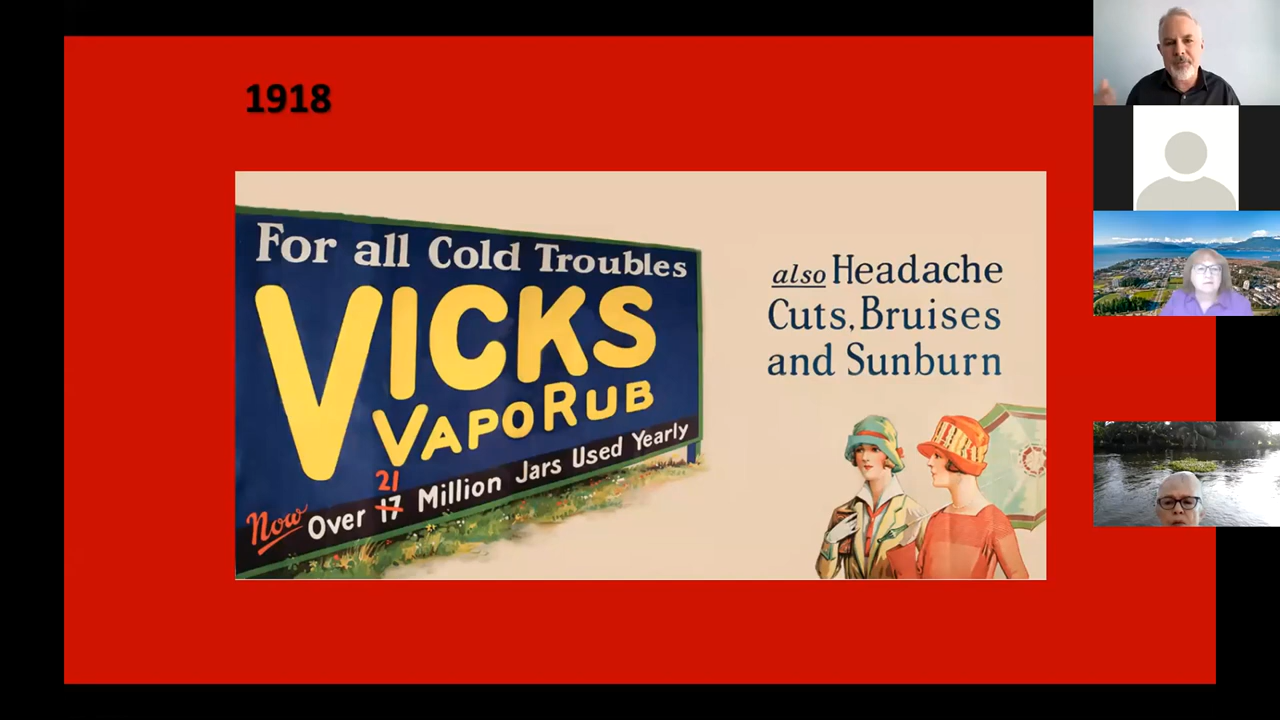 1918
For all Cold Troubles
VICKS
VAPORUB
Now Over 17 21 Million Jars Used Yearly
also Headache
Cuts, Bruises
and Sunburn